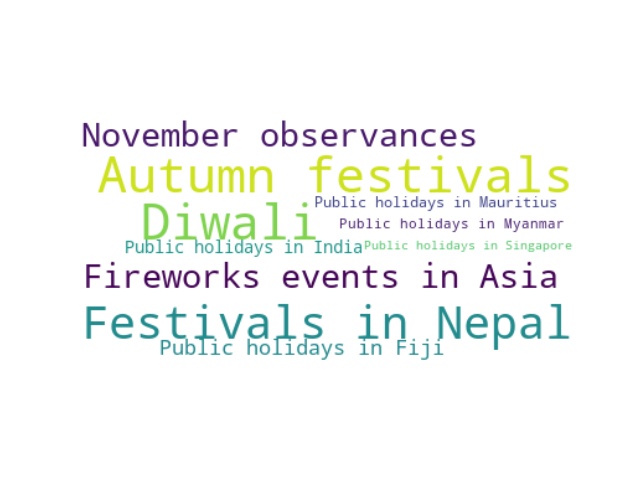 November observances
Autumn festivals
Public holidays in Mauritius
Diwali
Public holidays in Myanmar
Public holidays in India
Public holidays in Singapore
Fireworks events in Asia
Festivals in Nepal
Public holidays in Fiji